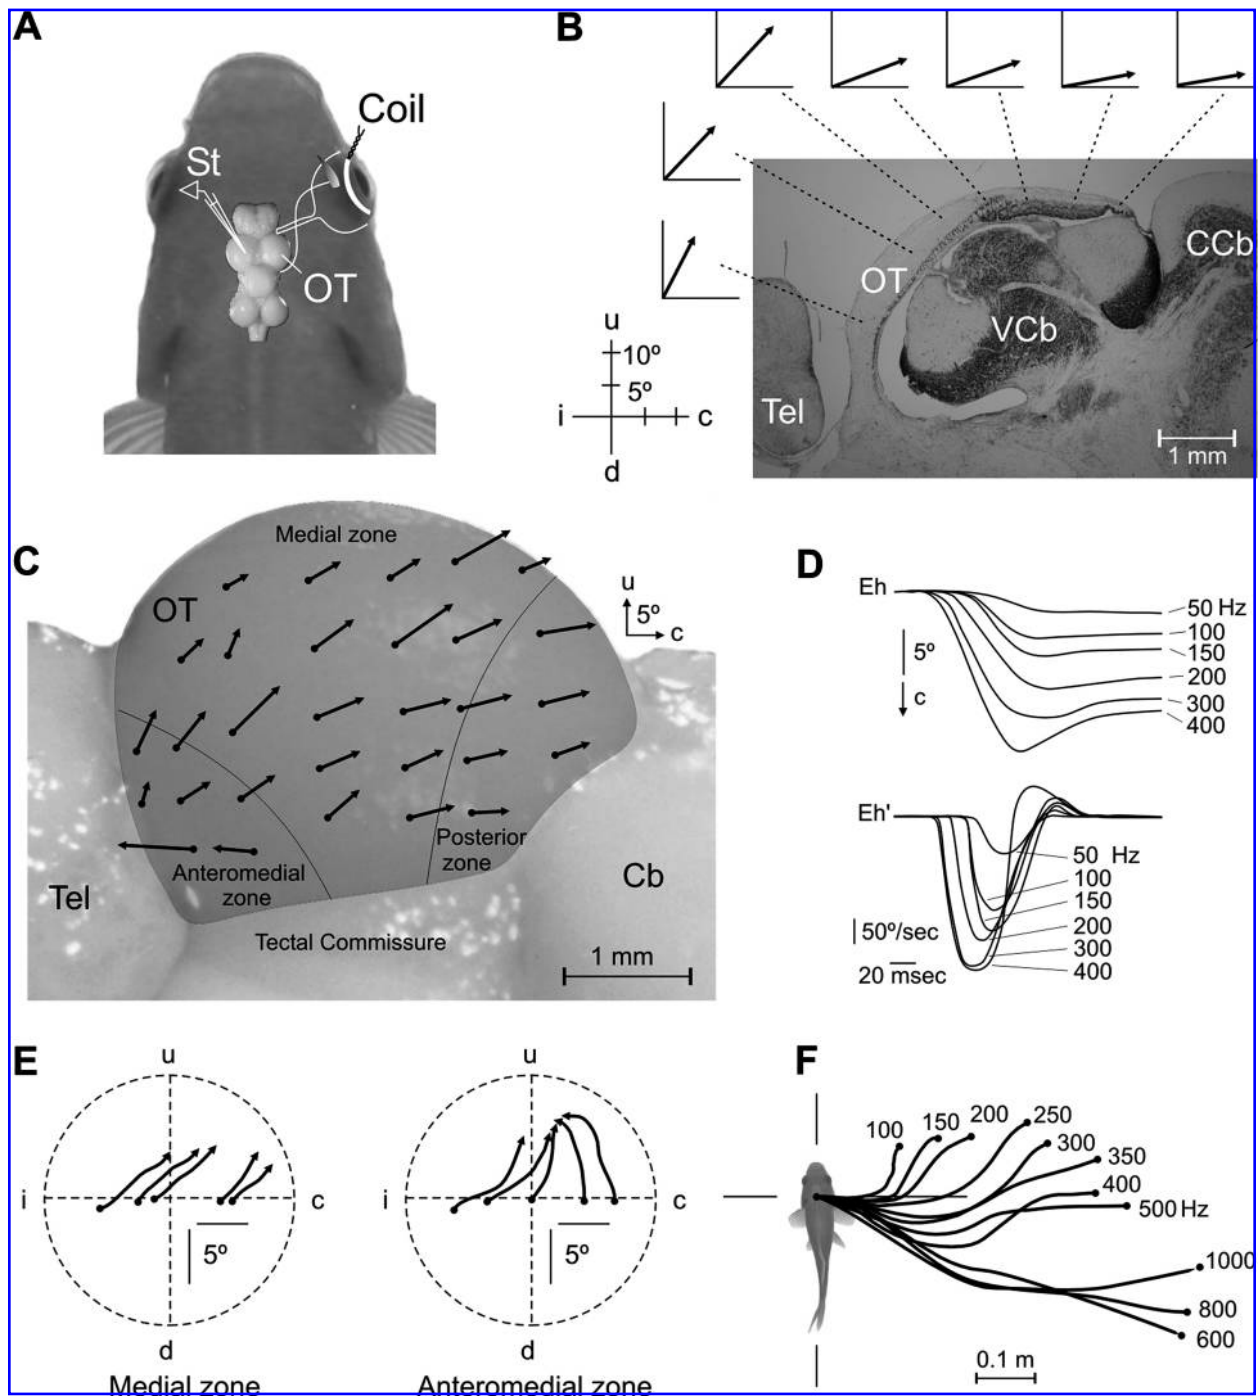 A
Coil
St
OT
B
OT
CCb
VCb
Tel
1 mm
u
10º
5º
i
c
d
C
Medial zone
OT
u
5º
c
Posterior
zone
Anteromedial
zone
Tel
Cb
Tectal Commissure
1 mm
D
Eh
50 Hz
100
150
200
300
400
5º
c
Eh'
50 Hz
100
150
200
300
400
50º/sec
20 msec
E
u
i
c
5º
d
Medial zone
u
i
c
5º
d
Anteromedial zone
F
100
150
200
250
300
350
400
500 Hz
1000
800
600
0.1 m